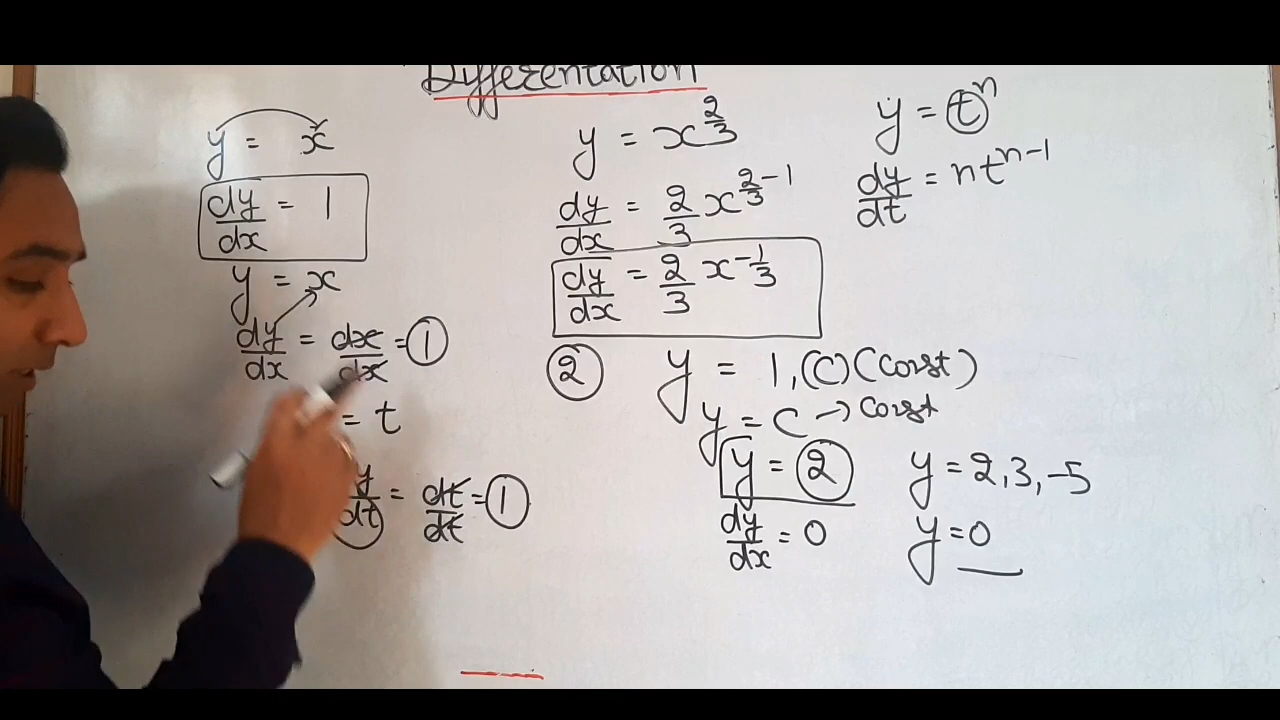 Differentation
y = x
dy/dx = 1
y = x
dy/dx = dx/dx = 1
= t
y/dt = dt/dt = 1
y = x^2/3
dy/dx = 2/3 x^2/3 - 1
dy/dx = 2/3 x^-1/3
2 y = 1, (C) (Const)
y = C → Const
y = 2
dy/dx = 0
y = t^n
dy/dt = n t^n-1
y = 2, 3, -5
y = 0